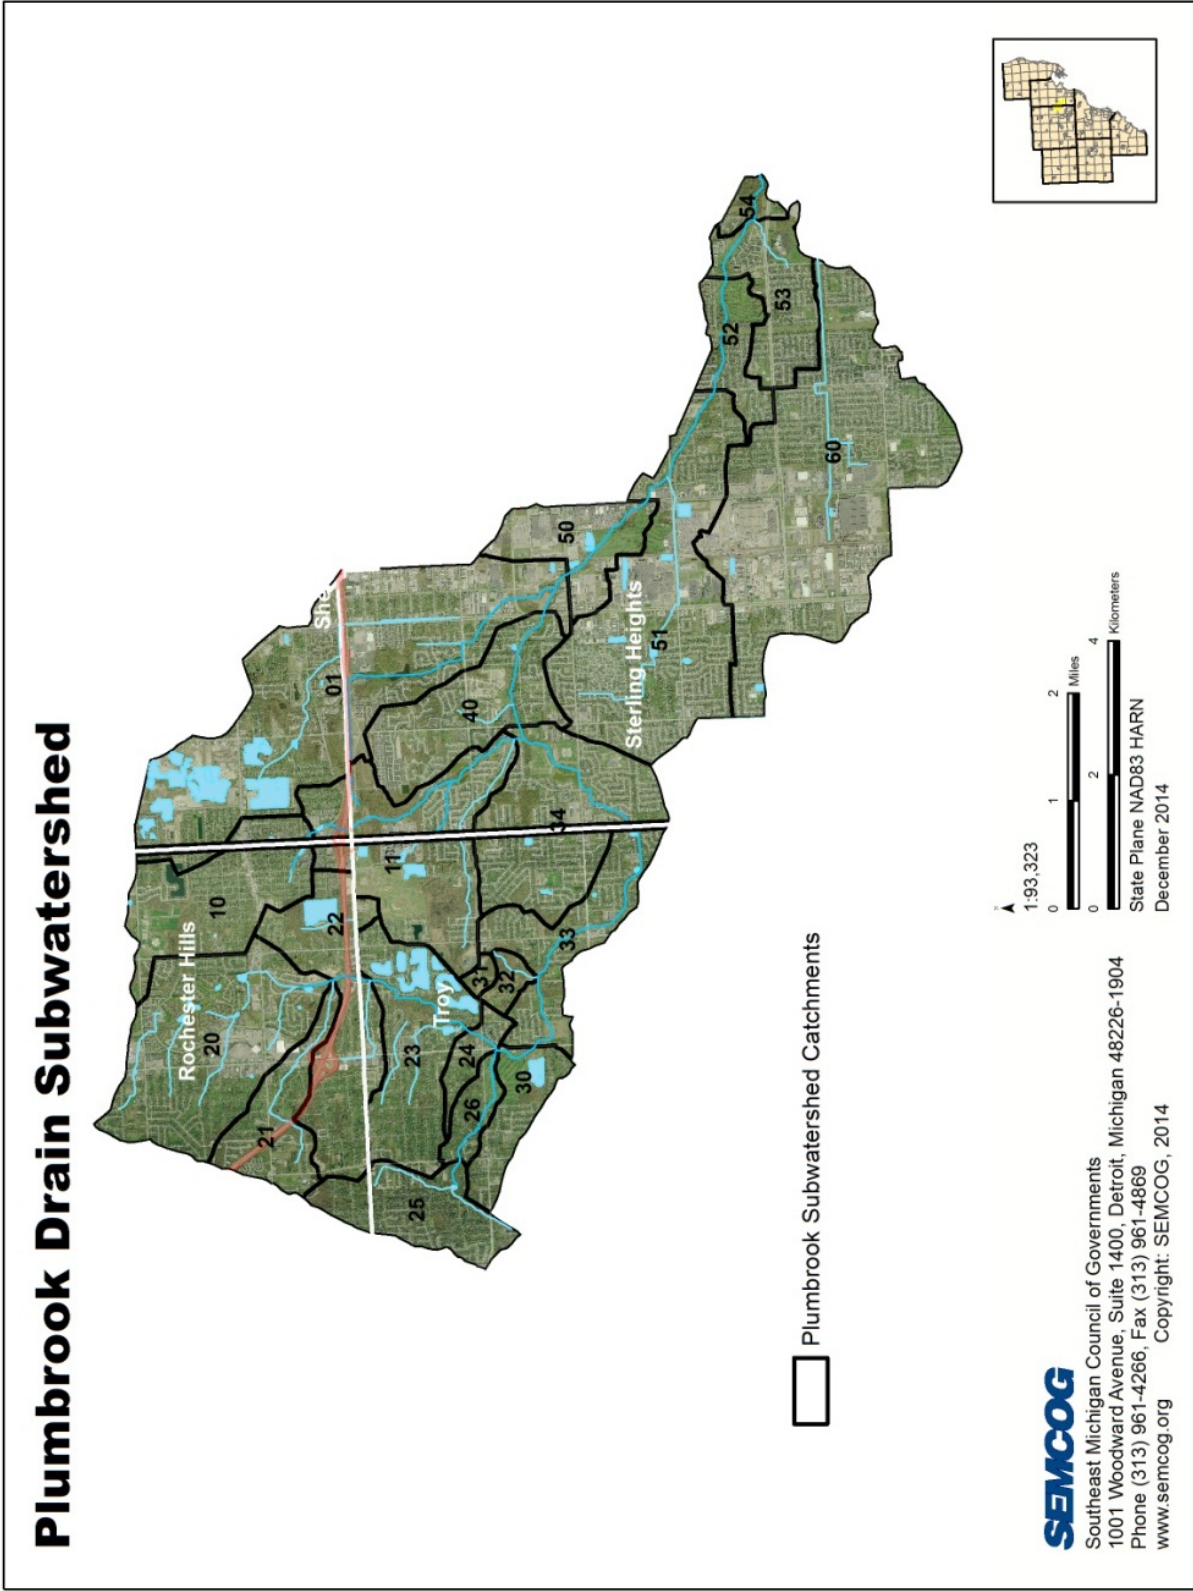 Plumbrook Drain Subwatershed
Rochester Hills
She
Troy
Sterling Heights
25
21
20
10
22
01
23
24
26
30
31
32
33
11
34
40
50
51
52
53
54
60
Plumbrook Subwatershed Catchments
SEMCOG
Southeast Michigan Council of Governments
1001 Woodward Avenue, Suite 1400, Detroit, Michigan 48226-1904
Phone (313) 961-4266, Fax (313) 961-4869
www.semcog.org Copyright: SEMCOG, 2014
1:93,323
0 1 2
Miles
0 2 4
Kilometers
State Plane NAD83 HARN
December 2014